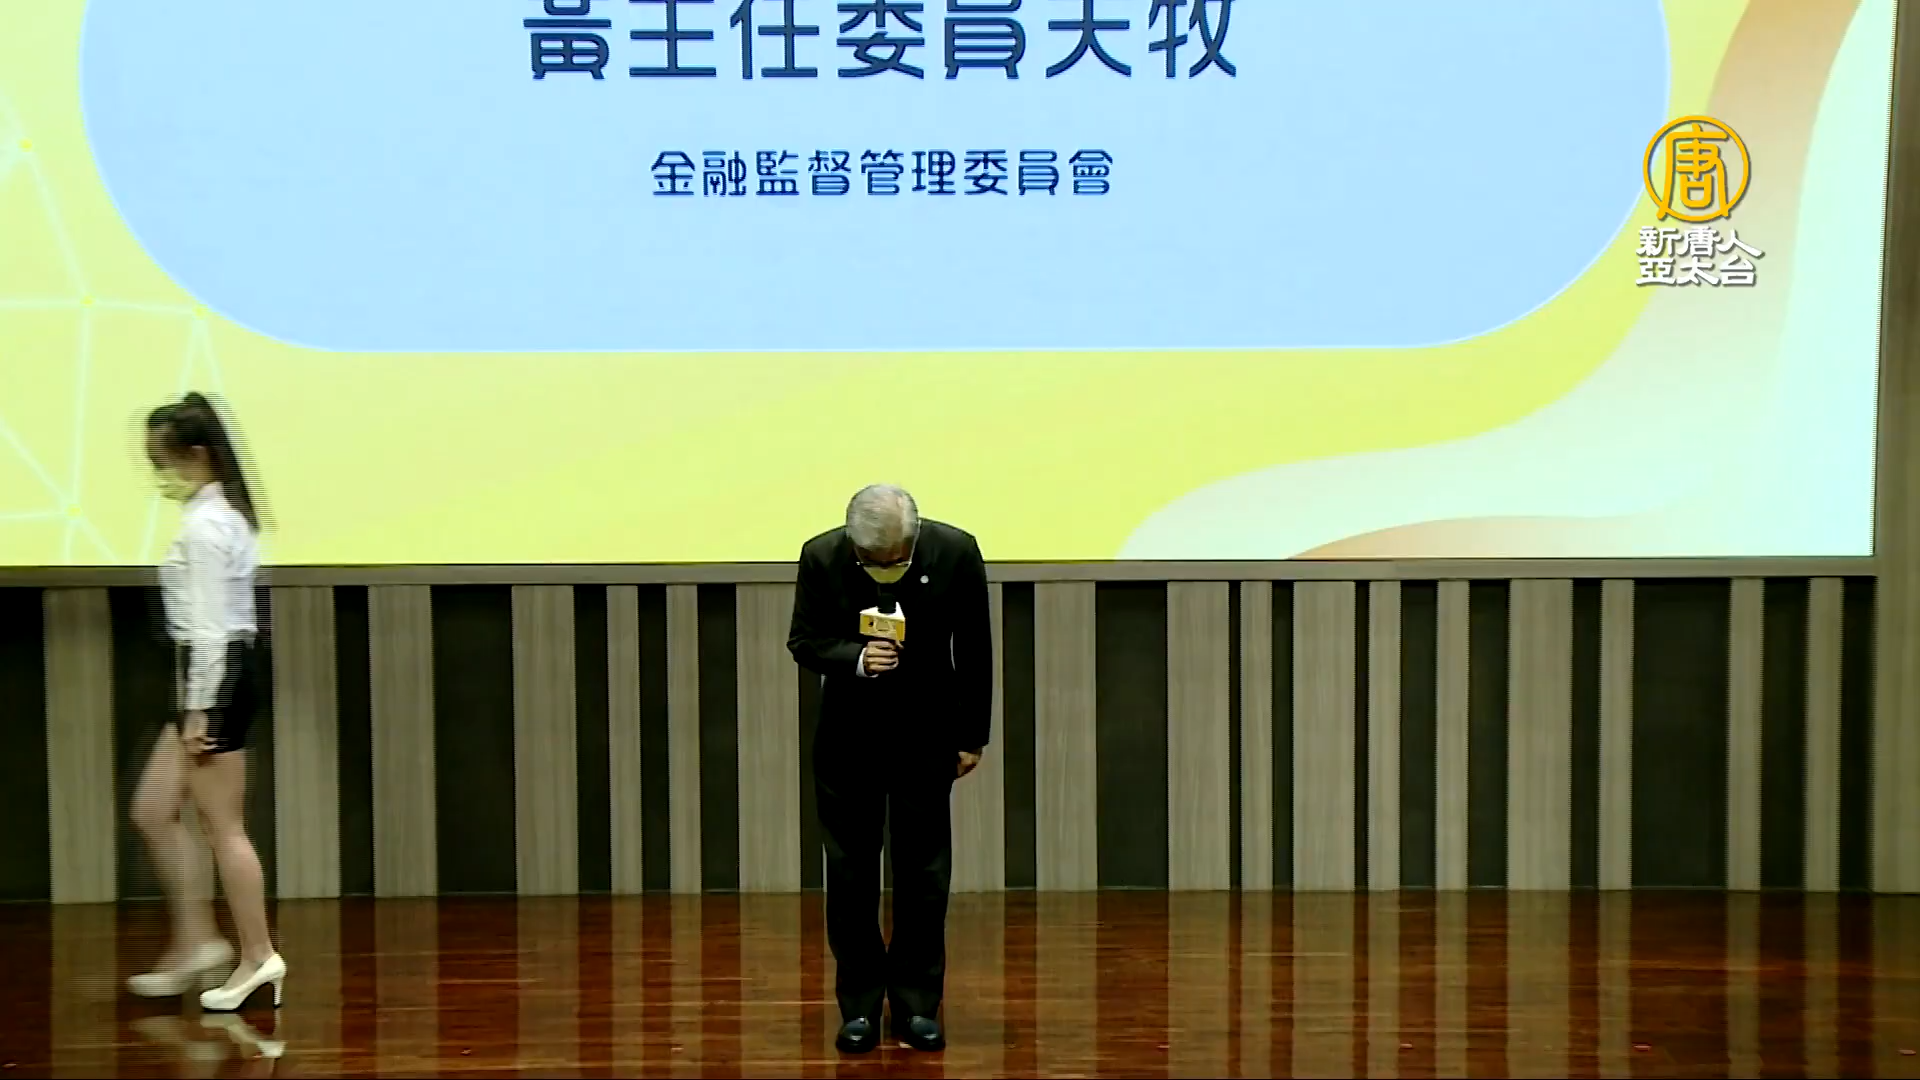 黃主任委員天牧
金融監督管理委員會
唐
新唐人
亞太台